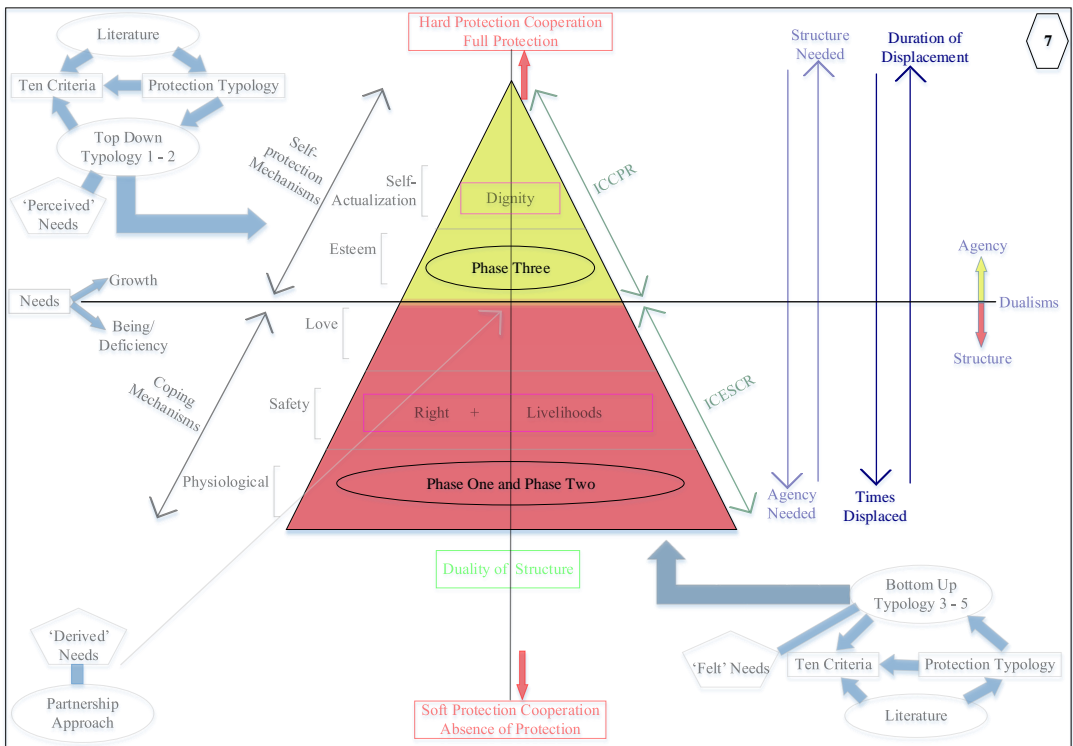 Literature
Ten Criteria
Protection Typology
Top Down
Typology 1 - 2
'Perceived'
Needs
Hard Protection Cooperation
Full Protection
Structure
Needed
Duration of
Displacement
7
Self-
protection
Mechanisms
Self-
Actualization
Dignity
ICCPR
Esteem
Phase Three
Agency
Needs
Growth
Being/
Deficiency
Dualisms
Structure
Love
Coping
Mechanisms
Safety
Right + Livelihoods
ICESCR
Physiological
Phase One and Phase Two
Agency
Needed
Times
Displaced
Duality of Structure
Bottom Up
Typology 3 - 5
'Derived'
Needs
'Felt' Needs
Ten Criteria
Protection Typology
Partnership
Approach
Soft Protection Cooperation
Absence of Protection
Literature